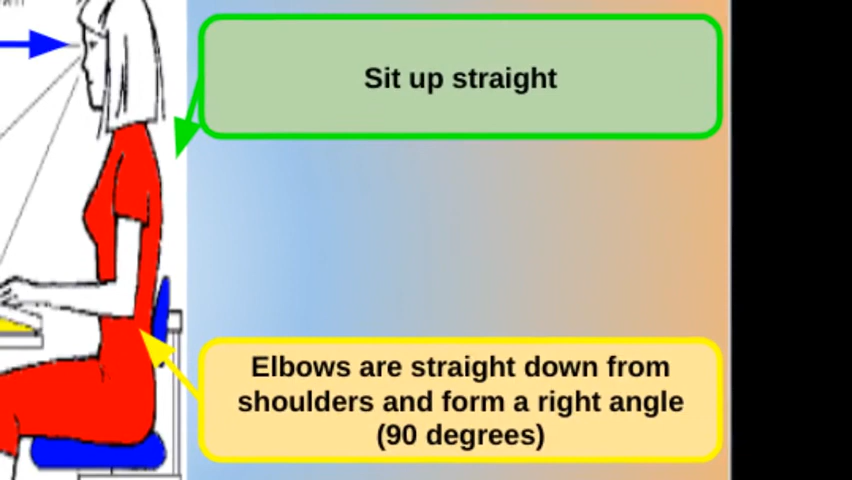 Sit up straight
Elbows are straight down from
shoulders and form a right angle
(90 degrees)